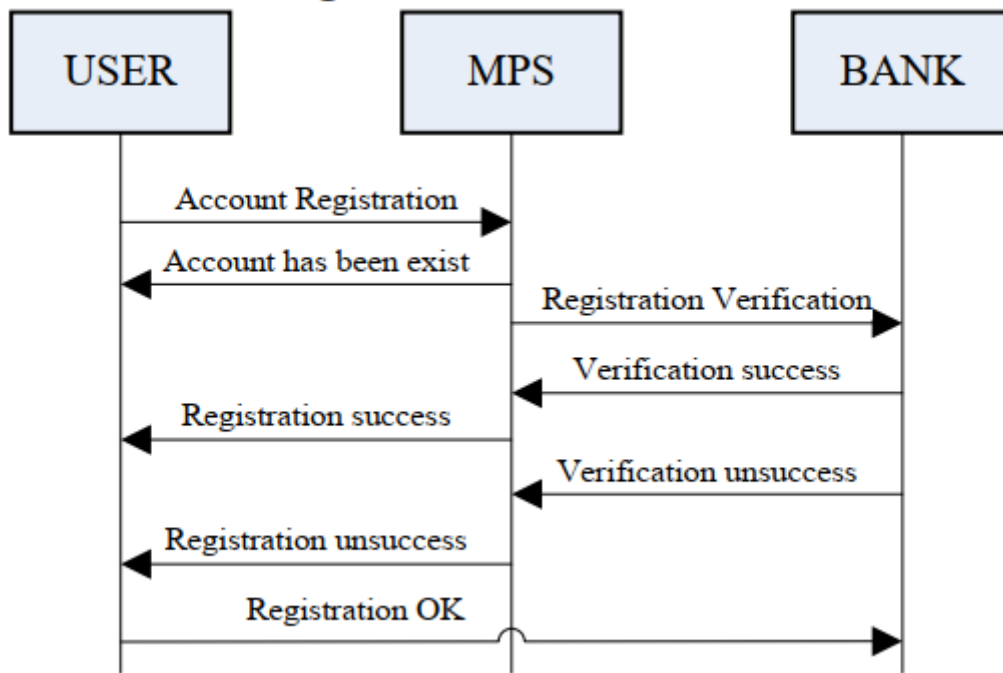 USER
MPS
BANK
Account Registration
Account has been exist
Registration Verification
Verification success
Registration success
Verification unsuccess
Registration unsuccess
Registration OK